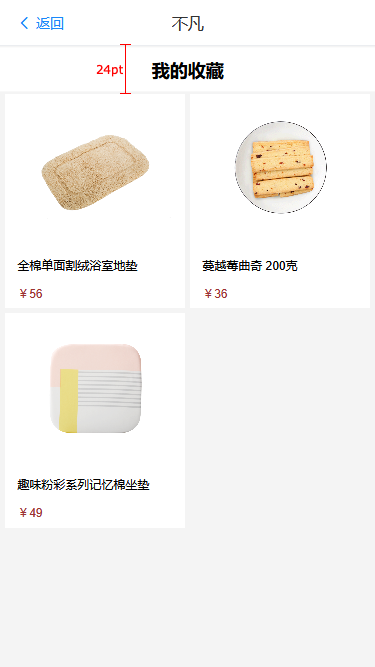 返回
不凡
24pt
我的收藏
全棉单面割绒浴室地垫
¥56
蔓越莓曲奇 200克
¥36
趣味粉彩系列记忆棉坐垫
¥49